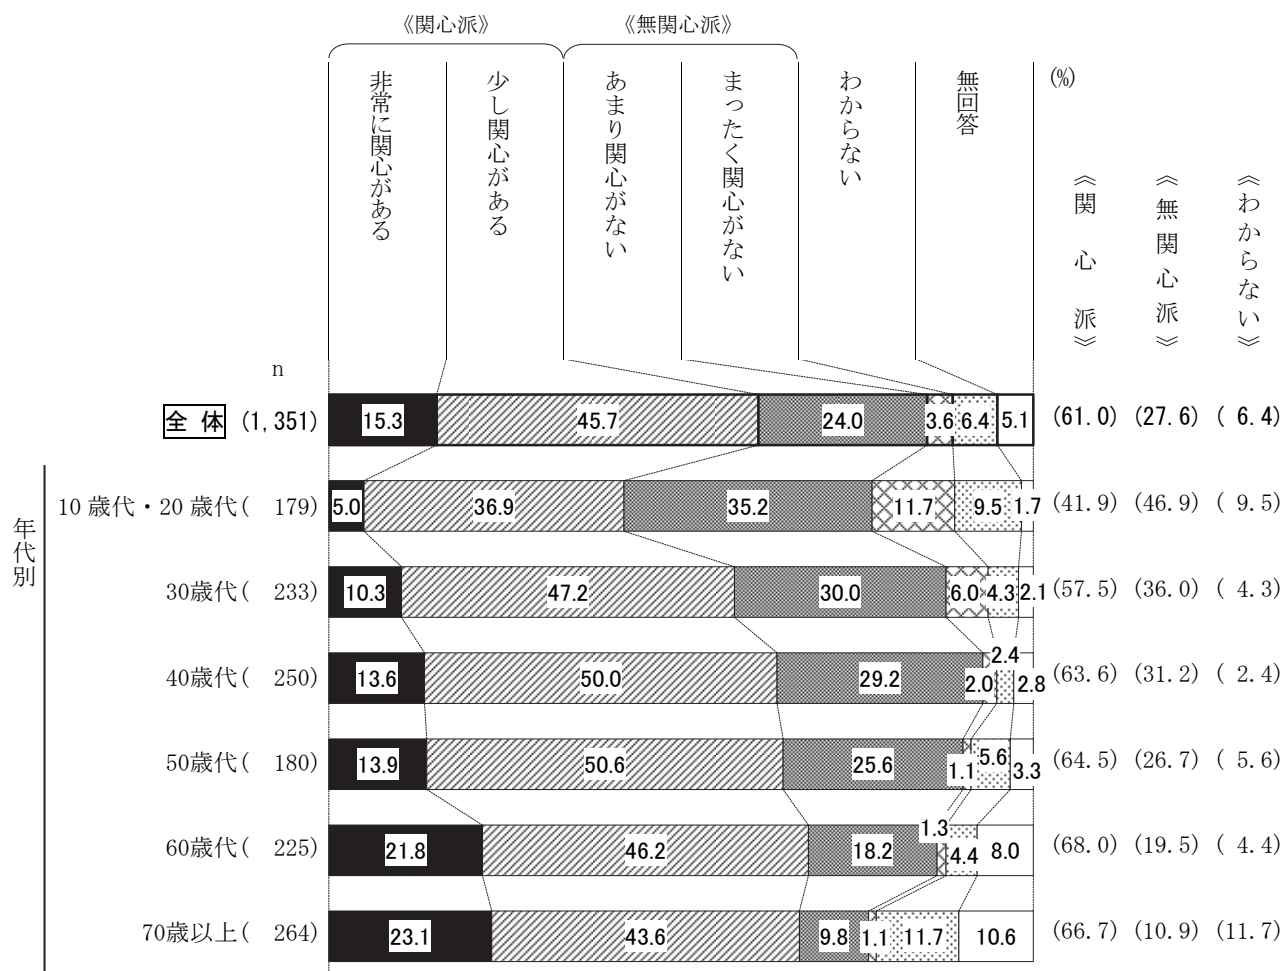 《関心派》 《無関心派》
非常に関心がある 少し関心がある あまり関心がない まったく関心がない わからない 無回答 (%)
《関心派》 《無関心派》 《わからない》
n
全体 (1,351) 15.3 45.7 24.0 3.6 6.4 5.1 (61.0) (27.6) ( 6.4)
年代別
10歳代・20歳代( 179) 5.0 36.9 35.2 11.7 9.5 1.7 (41.9) (46.9) ( 9.5)
30歳代( 233) 10.3 47.2 30.0 6.0 4.3 2.1 (57.5) (36.0) ( 4.3)
40歳代( 250) 13.6 50.0 29.2 2.0 2.4 2.8 (63.6) (31.2) ( 2.4)
50歳代( 180) 13.9 50.6 25.6 1.1 5.6 3.3 (64.5) (26.7) ( 5.6)
60歳代( 225) 21.8 46.2 18.2 1.3 4.4 8.0 (68.0) (19.5) ( 4.4)
70歳以上( 264) 23.1 43.6 9.8 1.1 11.7 10.6 (66.7) (10.9) (11.7)